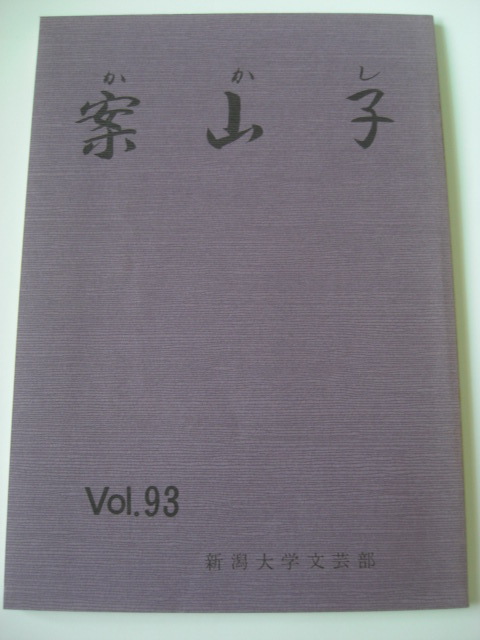 か か し
案 山 子
Vol.93
新潟大学文芸部